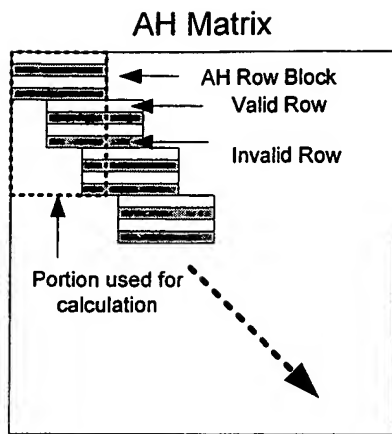 AH Matrix
AH Row Block
Valid Row
Invalid Row
Portion used for
calculation